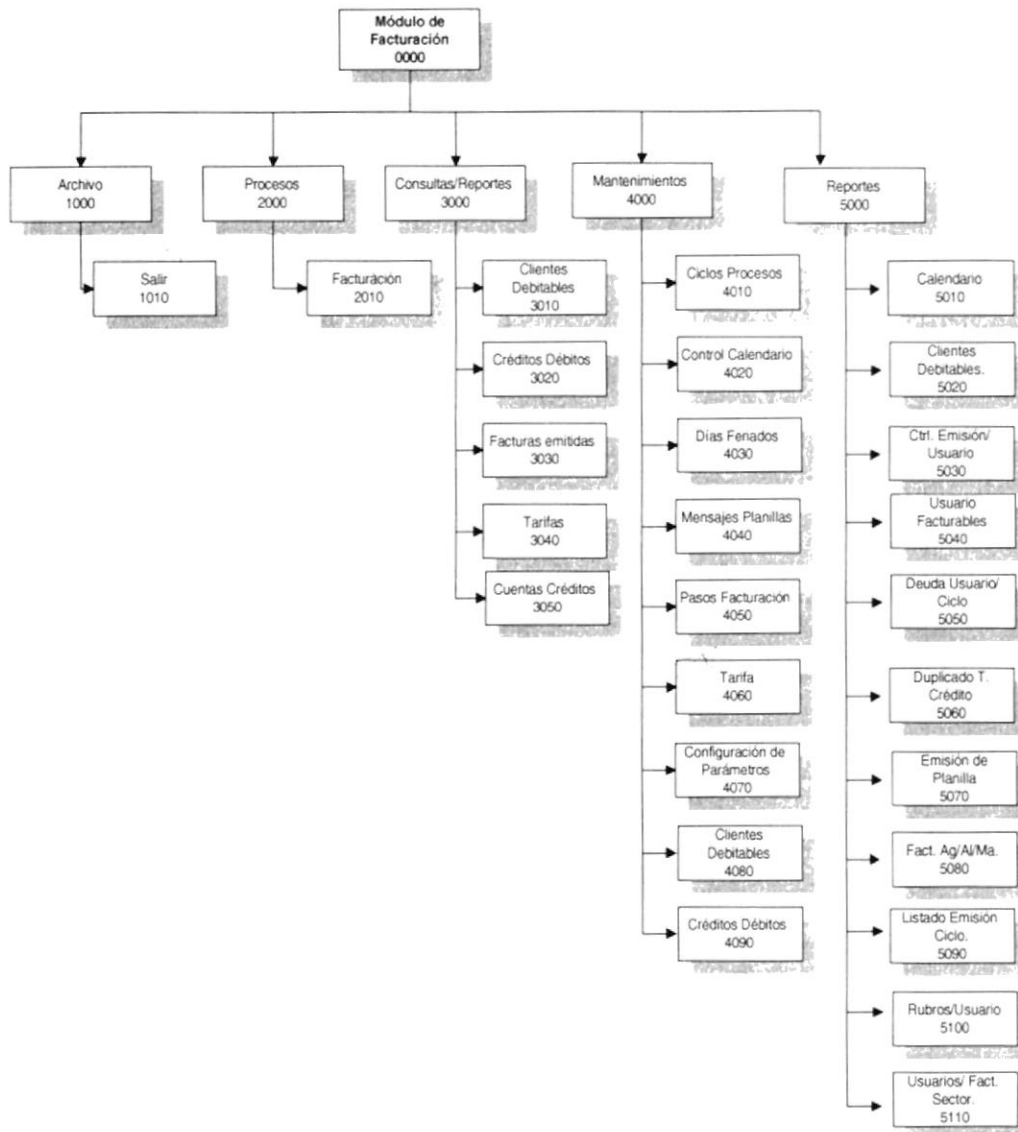 Módulo de
Facturación
0000
Archivo
1000
Procesos
2000
Consultas/Reportes
3000
Mantenimientos
4000
Reportes
5000
Salir
1010
Facturación
2010
Clientes
Debitables
3010
Créditos Débitos
3020
Facturas emitidas
3030
Tarifas
3040
Cuentas Créditos
3050
Ciclos Procesos
4010
Control Calendario
4020
Días Feriados
4030
Mensajes Planillas
4040
Pasos Facturación
4050
Tarifa
4060
Configuración de
Parámetros
4070
Clientes
Debitables
4080
Créditos Débitos
4090
Calendario
5010
Clientes
Debitables.
5020
Ctrl. Emisión/
Usuario
5030
Usuario
Facturables
5040
Deuda Usuario/
Ciclo
5050
Duplicado T.
Crédito
5060
Emisión de
Planilla
5070
Fact. Ag/Al/Ma.
5080
Listado Emisión
Ciclo.
5090
Rubros/Usuario
5100
Usuarios/ Fact.
Sector.
5110